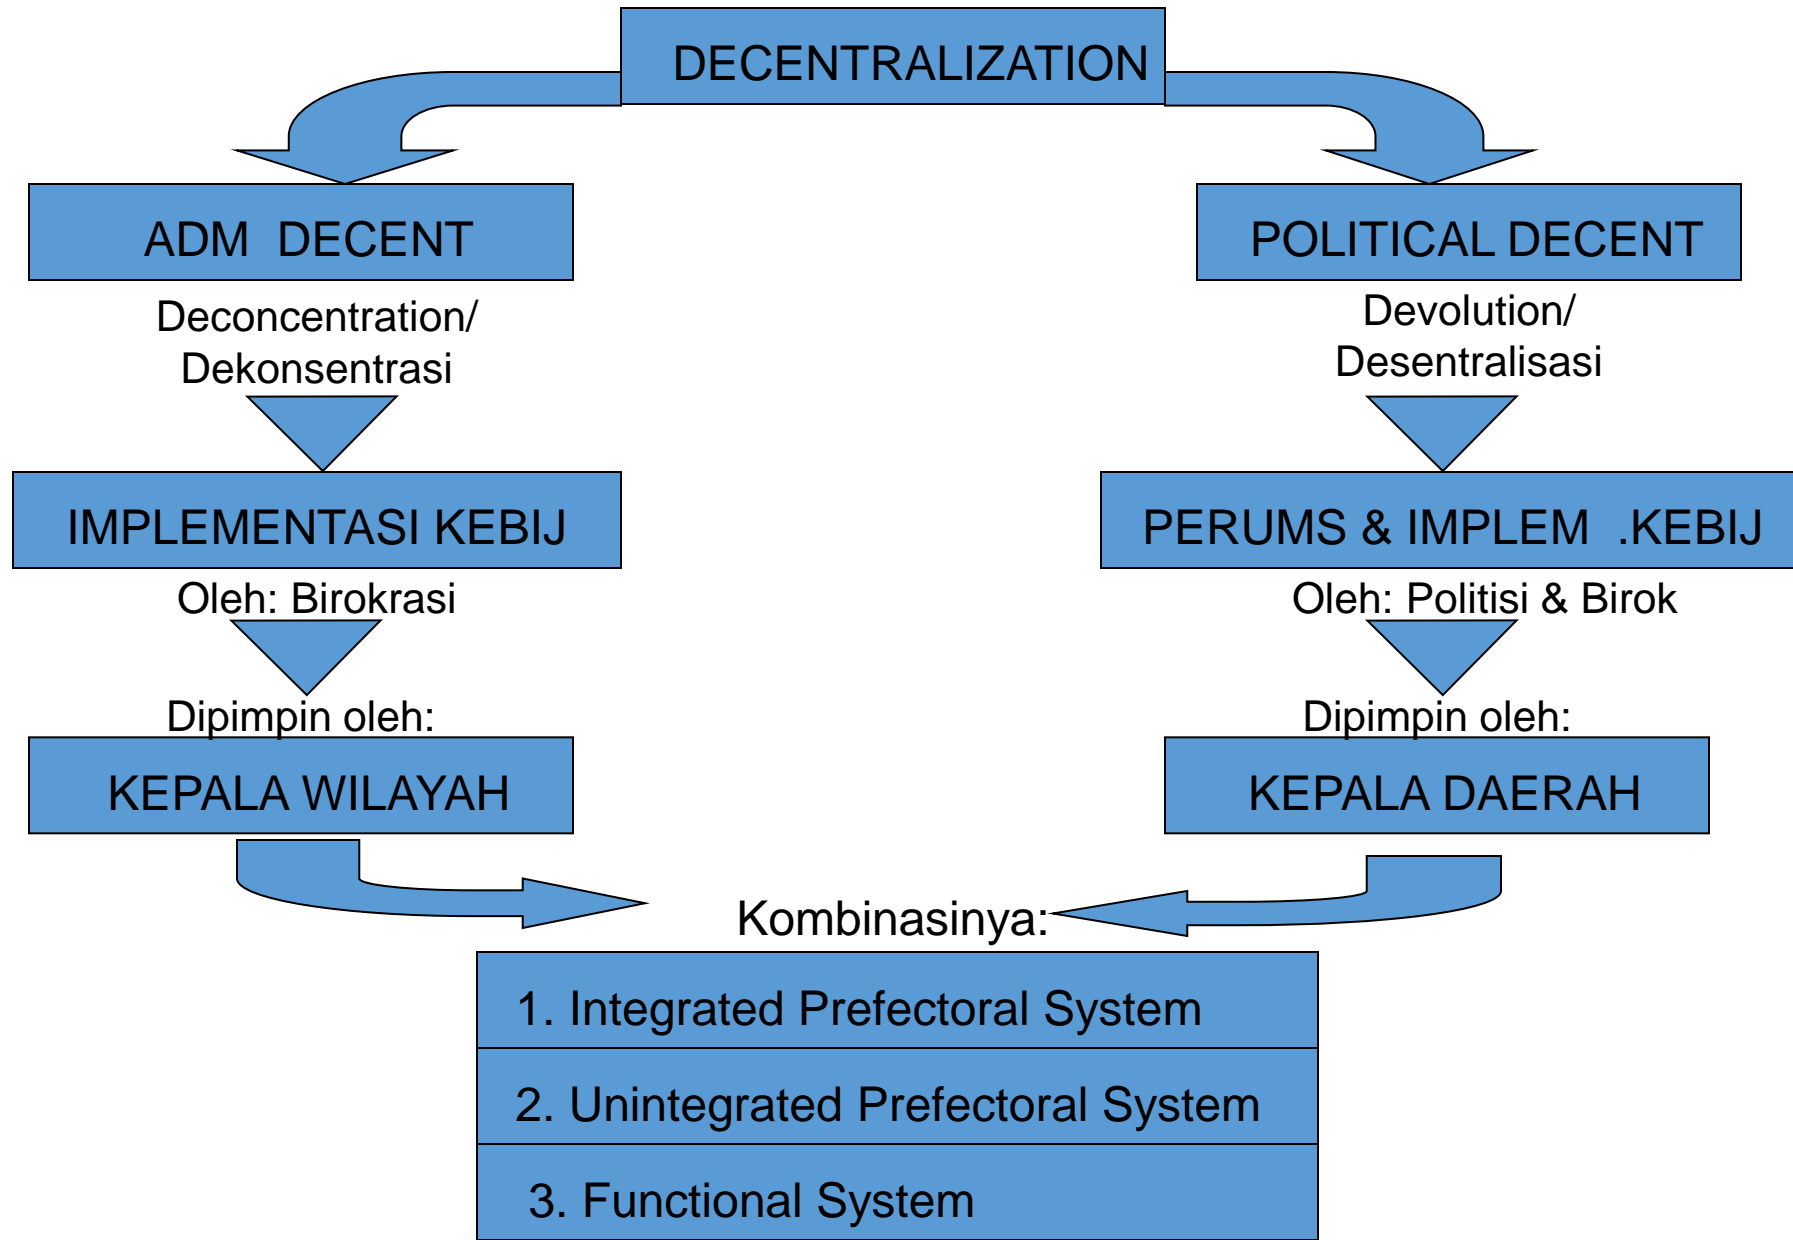 DECENTRALIZATION
ADM DECENT
Deconcentration/
Dekonsentrasi
IMPLEMENTASI KEBIJ
Oleh: Birokrasi
Dipimpin oleh:
KEPALA WILAYAH
POLITICAL DECENT
Devolution/
Desentralisasi
PERUMS & IMPLEM .KEBIJ
Oleh: Politisi & Birok
Dipimpin oleh:
KEPALA DAERAH
Kombinasinya:
1. Integrated Prefectoral System
2. Unintegrated Prefectoral System
3. Functional System